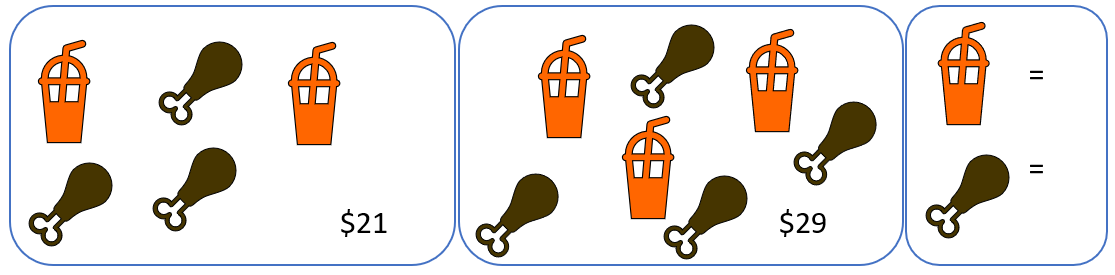 $21
$29
=
=